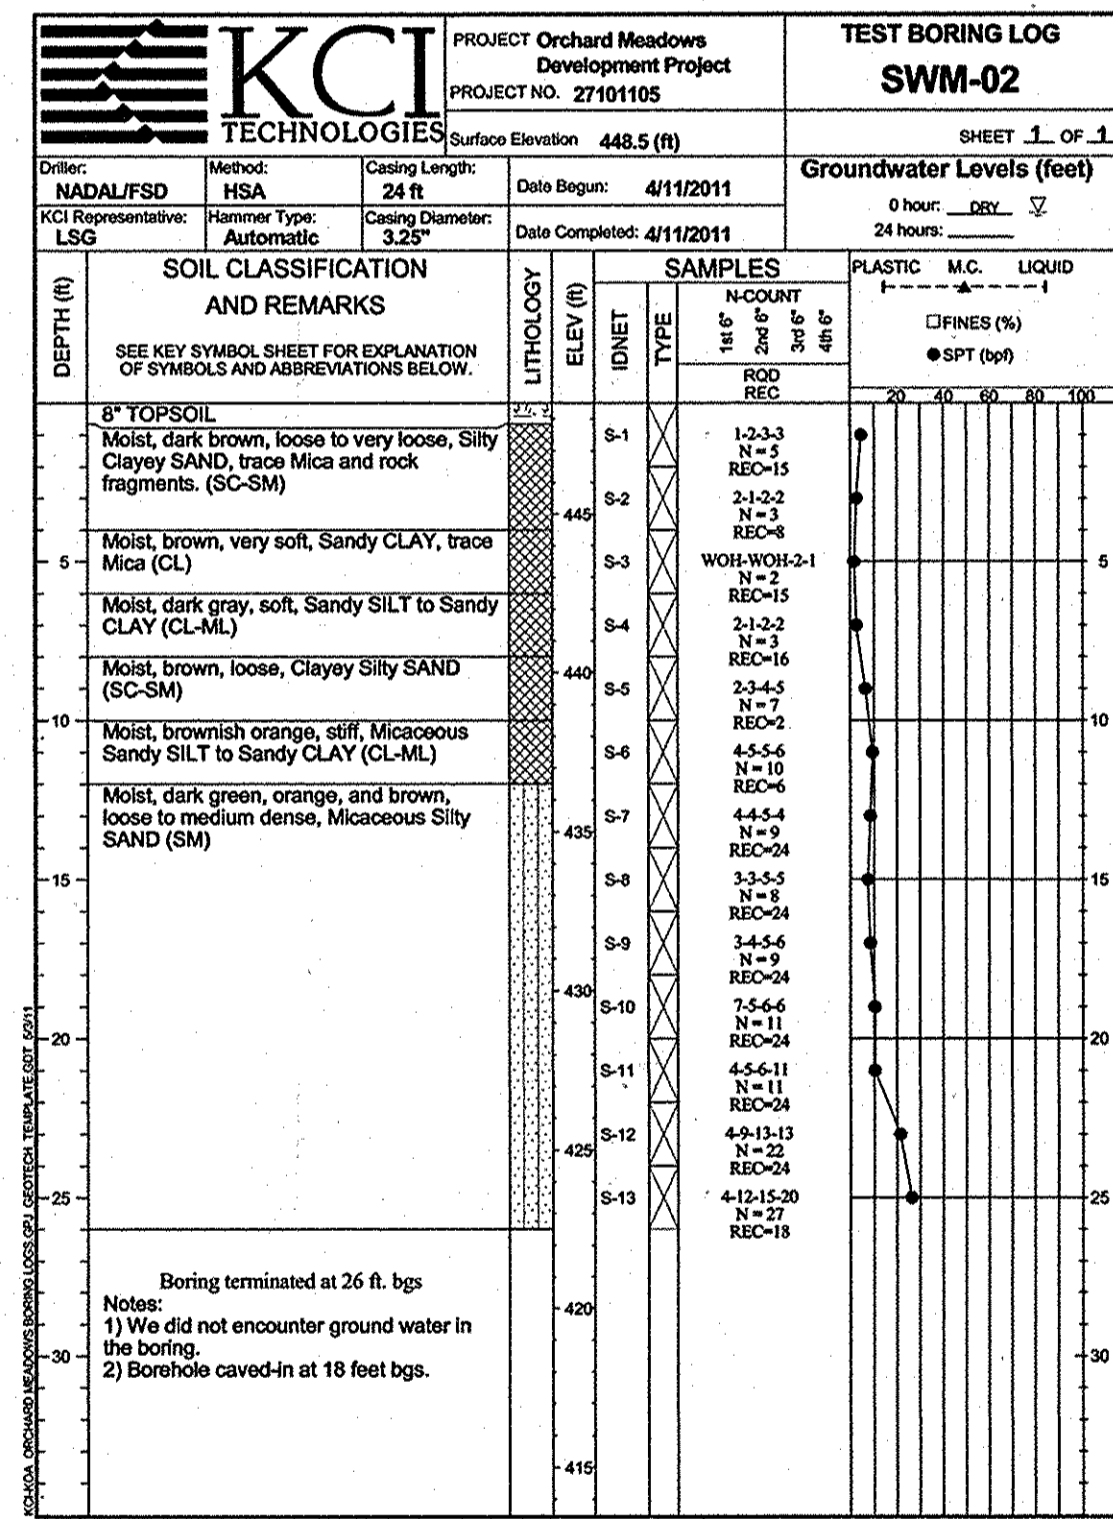 KCI
TECHNOLOGIES
PROJECT Orchard Meadows
Development Project
PROJECT NO. 27101105
Surface Elevation 448.5 (ft)
TEST BORING LOG
SWM-02
SHEET 1 OF 1
Driller:
NADAL/FSD
Method:
HSA
Casing Length:
24 ft
Date Begun: 4/11/2011
KCI Representative:
LSG
Hammer Type:
Automatic
Casing Diameter:
3.25"
Date Completed: 4/11/2011
Groundwater Levels (feet)
0 hour: DRY
24 hours:
DEPTH (ft)
SOIL CLASSIFICATION
AND REMARKS
SEE KEY SYMBOL SHEET FOR EXPLANATION
OF SYMBOLS AND ABBREVIATIONS BELOW.
LITHOLOGY
ELEV (ft)
SAMPLES
IDNET
TYPE
N-COUNT
1st 6"
2nd 6"
3rd 6"
4th 6"
RQD
REC
PLASTIC M.C. LIQUID
FINES (%)
SPT (bpf)
20 40 60 80 100
8" TOPSOIL
Moist, dark brown, loose to very loose, Silty
Clayey SAND, trace Mica and rock
fragments. (SC-SM)
S-1
1-2-3-3
N = 5
REC=15
445
S-2
2-1-2-2
N = 3
REC=8
Moist, brown, very soft, Sandy CLAY, trace
Mica (CL)
5
S-3
WOH-WOH-2-1
N = 2
REC=15
5
Moist, dark gray, soft, Sandy SILT to Sandy
CLAY (CL-ML)
S-4
2-1-2-2
N = 3
REC=16
Moist, brown, loose, Clayey Silty SAND
(SC-SM)
440
S-5
2-3-4-5
N = 7
REC=2
10
10
Moist, brownish orange, stiff, Micaceous
Sandy SILT to Sandy CLAY (CL-ML)
S-6
4-5-5-6
N = 10
REC=6
Moist, dark green, orange, and brown,
loose to medium dense, Micaceous Silty
SAND (SM)
435
S-7
4-4-5-4
N = 9
REC=24
15
S-8
3-3-5-5
N = 8
REC=24
15
S-9
3-4-5-6
N = 9
REC=24
430
S-10
7-5-6-6
N = 11
REC=24
20
20
S-11
4-5-6-11
N = 11
REC=24
425
S-12
4-9-13-13
N = 22
REC=24
25
S-13
4-12-15-20
N = 27
REC=18
25
Boring terminated at 26 ft. bgs
Notes:
1) We did not encounter ground water in
the boring.
2) Borehole caved-in at 18 feet bgs.
420
30
30
415
KCI-KOA ORCHARD MEADOWS BORING LOGS.GPJ GEOTECH TEMPLATE.GDT 5/3/11